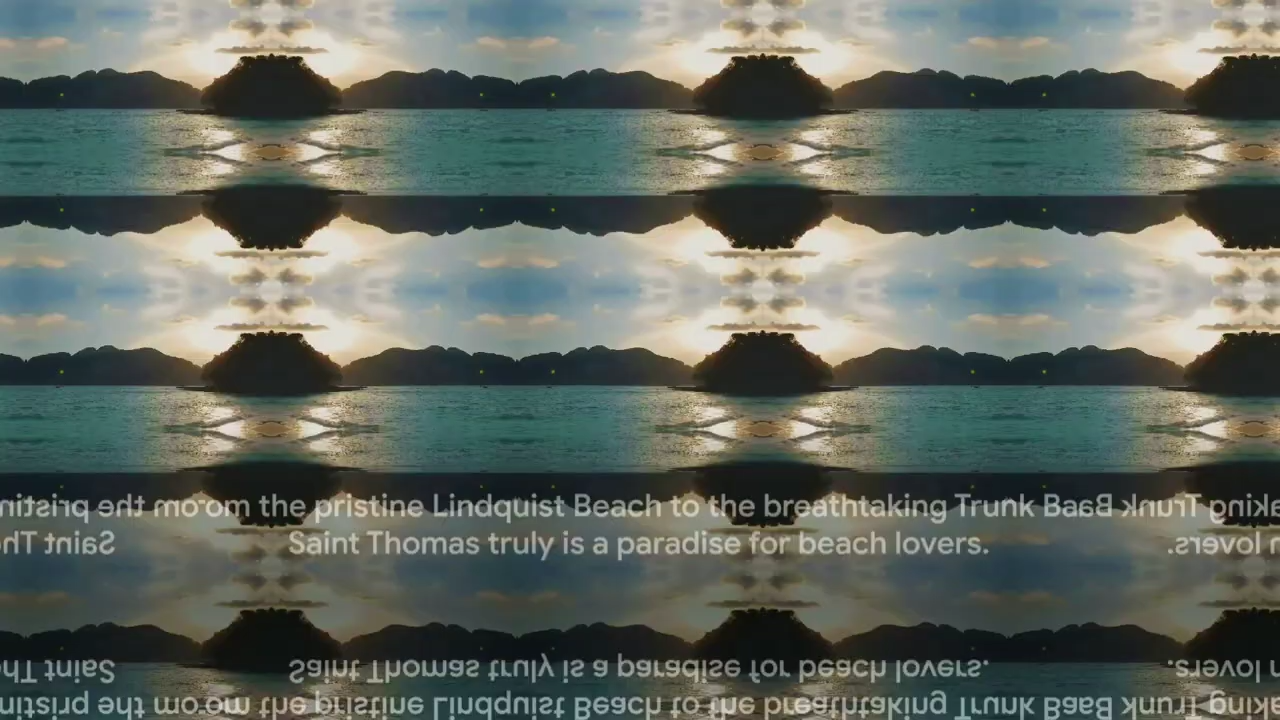 om the pristine Lindquist Beach to the breathtaking Trunk Ba
Saint Thomas truly is a paradise for beach lovers.